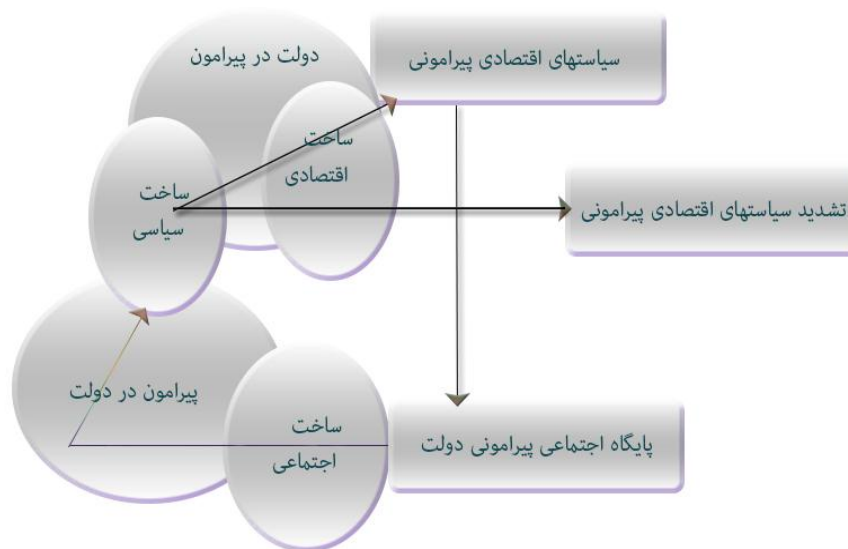 دولت در پیرامون
سیاستهای اقتصادی پیرامونی
ساخت
اقتصادی
ساخت
سیاسی
تشدید سیاستهای اقتصادی پیرامونی
پیرامون در دولت
ساخت
اجتماعی
پایگاه اجتماعی پیرامونی دولت